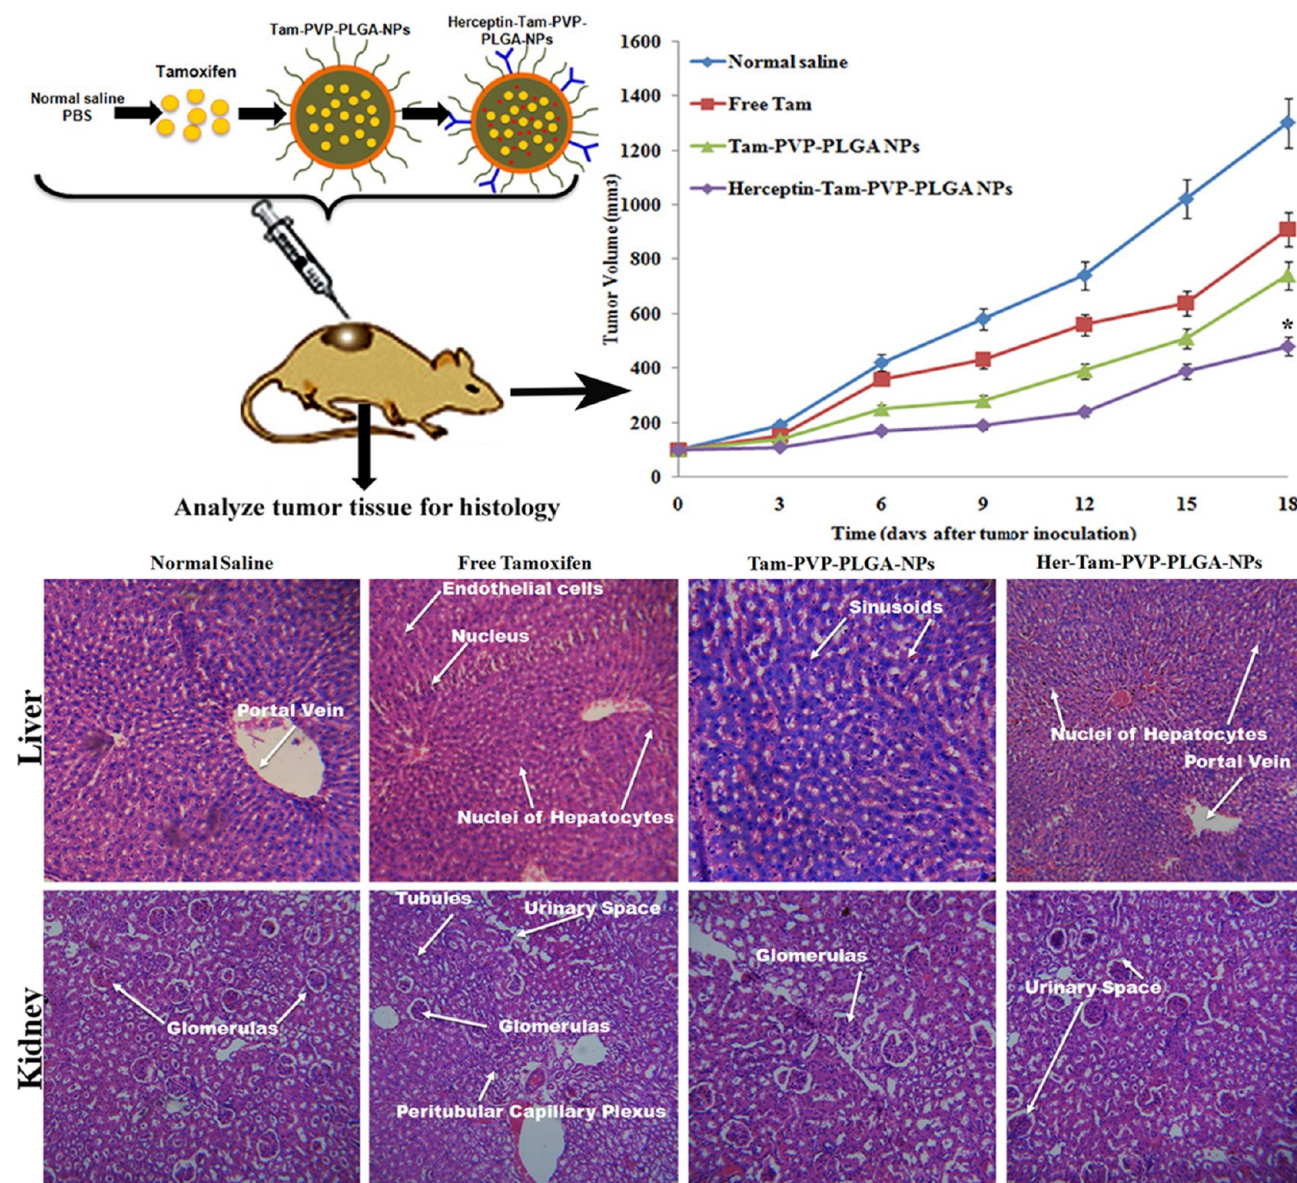 Normal saline
PBS
Tamoxifen
Tam-PVP-PLGA-NPs
Herceptin-Tam-PVP-
PLGA-NPs
Analyze tumor tissue for histology
Tumor Volume (mm3)
1600
1400
1200
1000
800
600
400
200
0
Normal saline
Free Tam
Tam-PVP-PLGA NPs
Herceptin-Tam-PVP-PLGA NPs
*
0 3 6 9 12 15 18
Time (days after tumor inoculation)
Normal Saline
Free Tamoxifen
Tam-PVP-PLGA-NPs
Her-Tam-PVP-PLGA-NPs
Liver
Portal Vein
Endothelial cells
Nucleus
Nuclei of Hepatocytes
Sinusoids
Nuclei of Hepatocytes
Portal Vein
Kidney
Glomerulas
Tubules
Urinary Space
Glomerulas
Peritubular Capillary Plexus
Glomerulas
Urinary Space